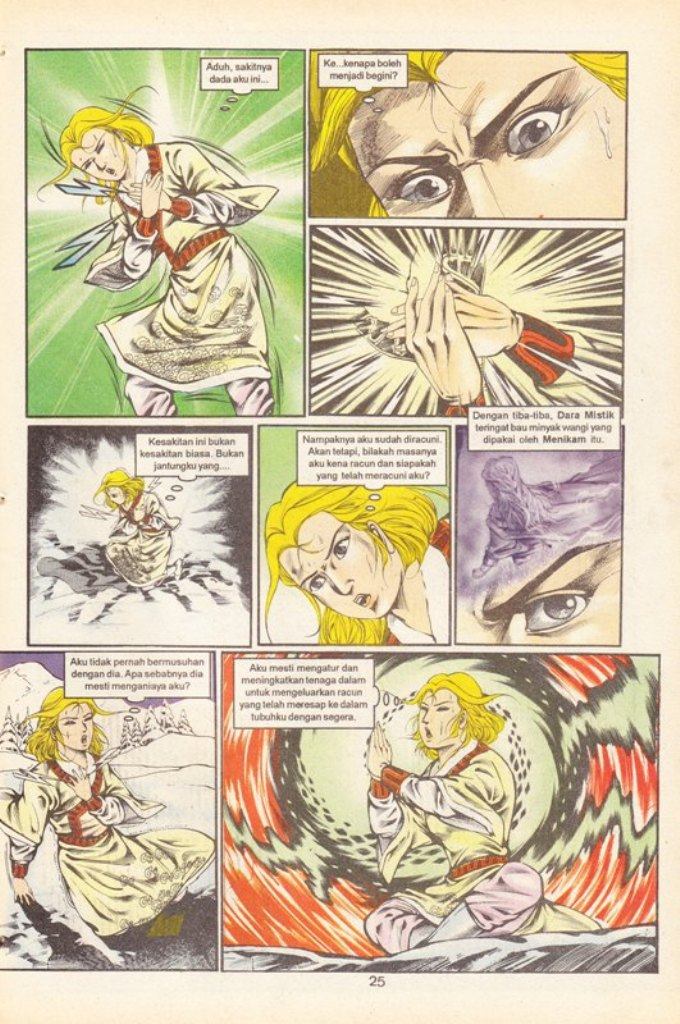 Aduh, sakitnya
dada aku ini...
Ke...kenapa boleh
menjadi begini?
Kesakitan ini bukan
kesakitan biasa. Bukan
jantungku yang....
Nampaknya aku sudah diracuni.
Akan tetapi, bilakah masanya
aku kena racun dan siapakah
yang telah meracuni aku?
Dengan tiba-tiba, Dara Mistik
teringat bau minyak wangi yang
dipakai oleh Menikam itu.
Aku tidak pernah bermusuhan
dengan dia. Apa sebabnya dia
mesti menganiaya aku?
Aku mesti mengatur dan
meningkatkan tenaga dalam
untuk mengeluarkan racun
yang telah meresap ke dalam
tubuhku dengan segera.
25